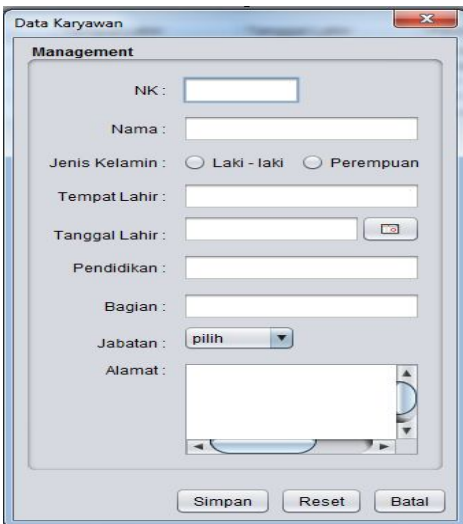 Data Karyawan
Management
NK :
Nama :
Jenis Kelamin : Laki - laki Perempuan
Tempat Lahir :
Tanggal Lahir :
Pendidikan :
Bagian :
Jabatan : pilih
Alamat :
Simpan Reset Batal